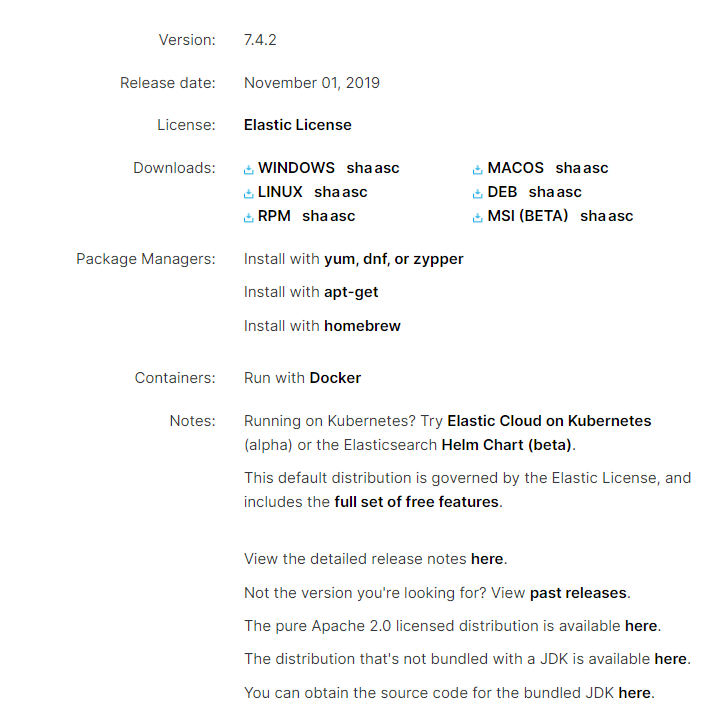 Version: 7.4.2
Release date: November 01, 2019
License: Elastic License
Downloads: WINDOWS sha asc MACOS sha asc
LINUX sha asc DEB sha asc
RPM sha asc MSI (BETA) sha asc
Package Managers: Install with yum, dnf, or zypper
Install with apt-get
Install with homebrew
Containers: Run with Docker
Notes: Running on Kubernetes? Try Elastic Cloud on Kubernetes
(alpha) or the Elasticsearch Helm Chart (beta).
This default distribution is governed by the Elastic License, and
includes the full set of free features.
View the detailed release notes here.
Not the version you're looking for? View past releases.
The pure Apache 2.0 licensed distribution is available here.
The distribution that's not bundled with a JDK is available here.
You can obtain the source code for the bundled JDK here.